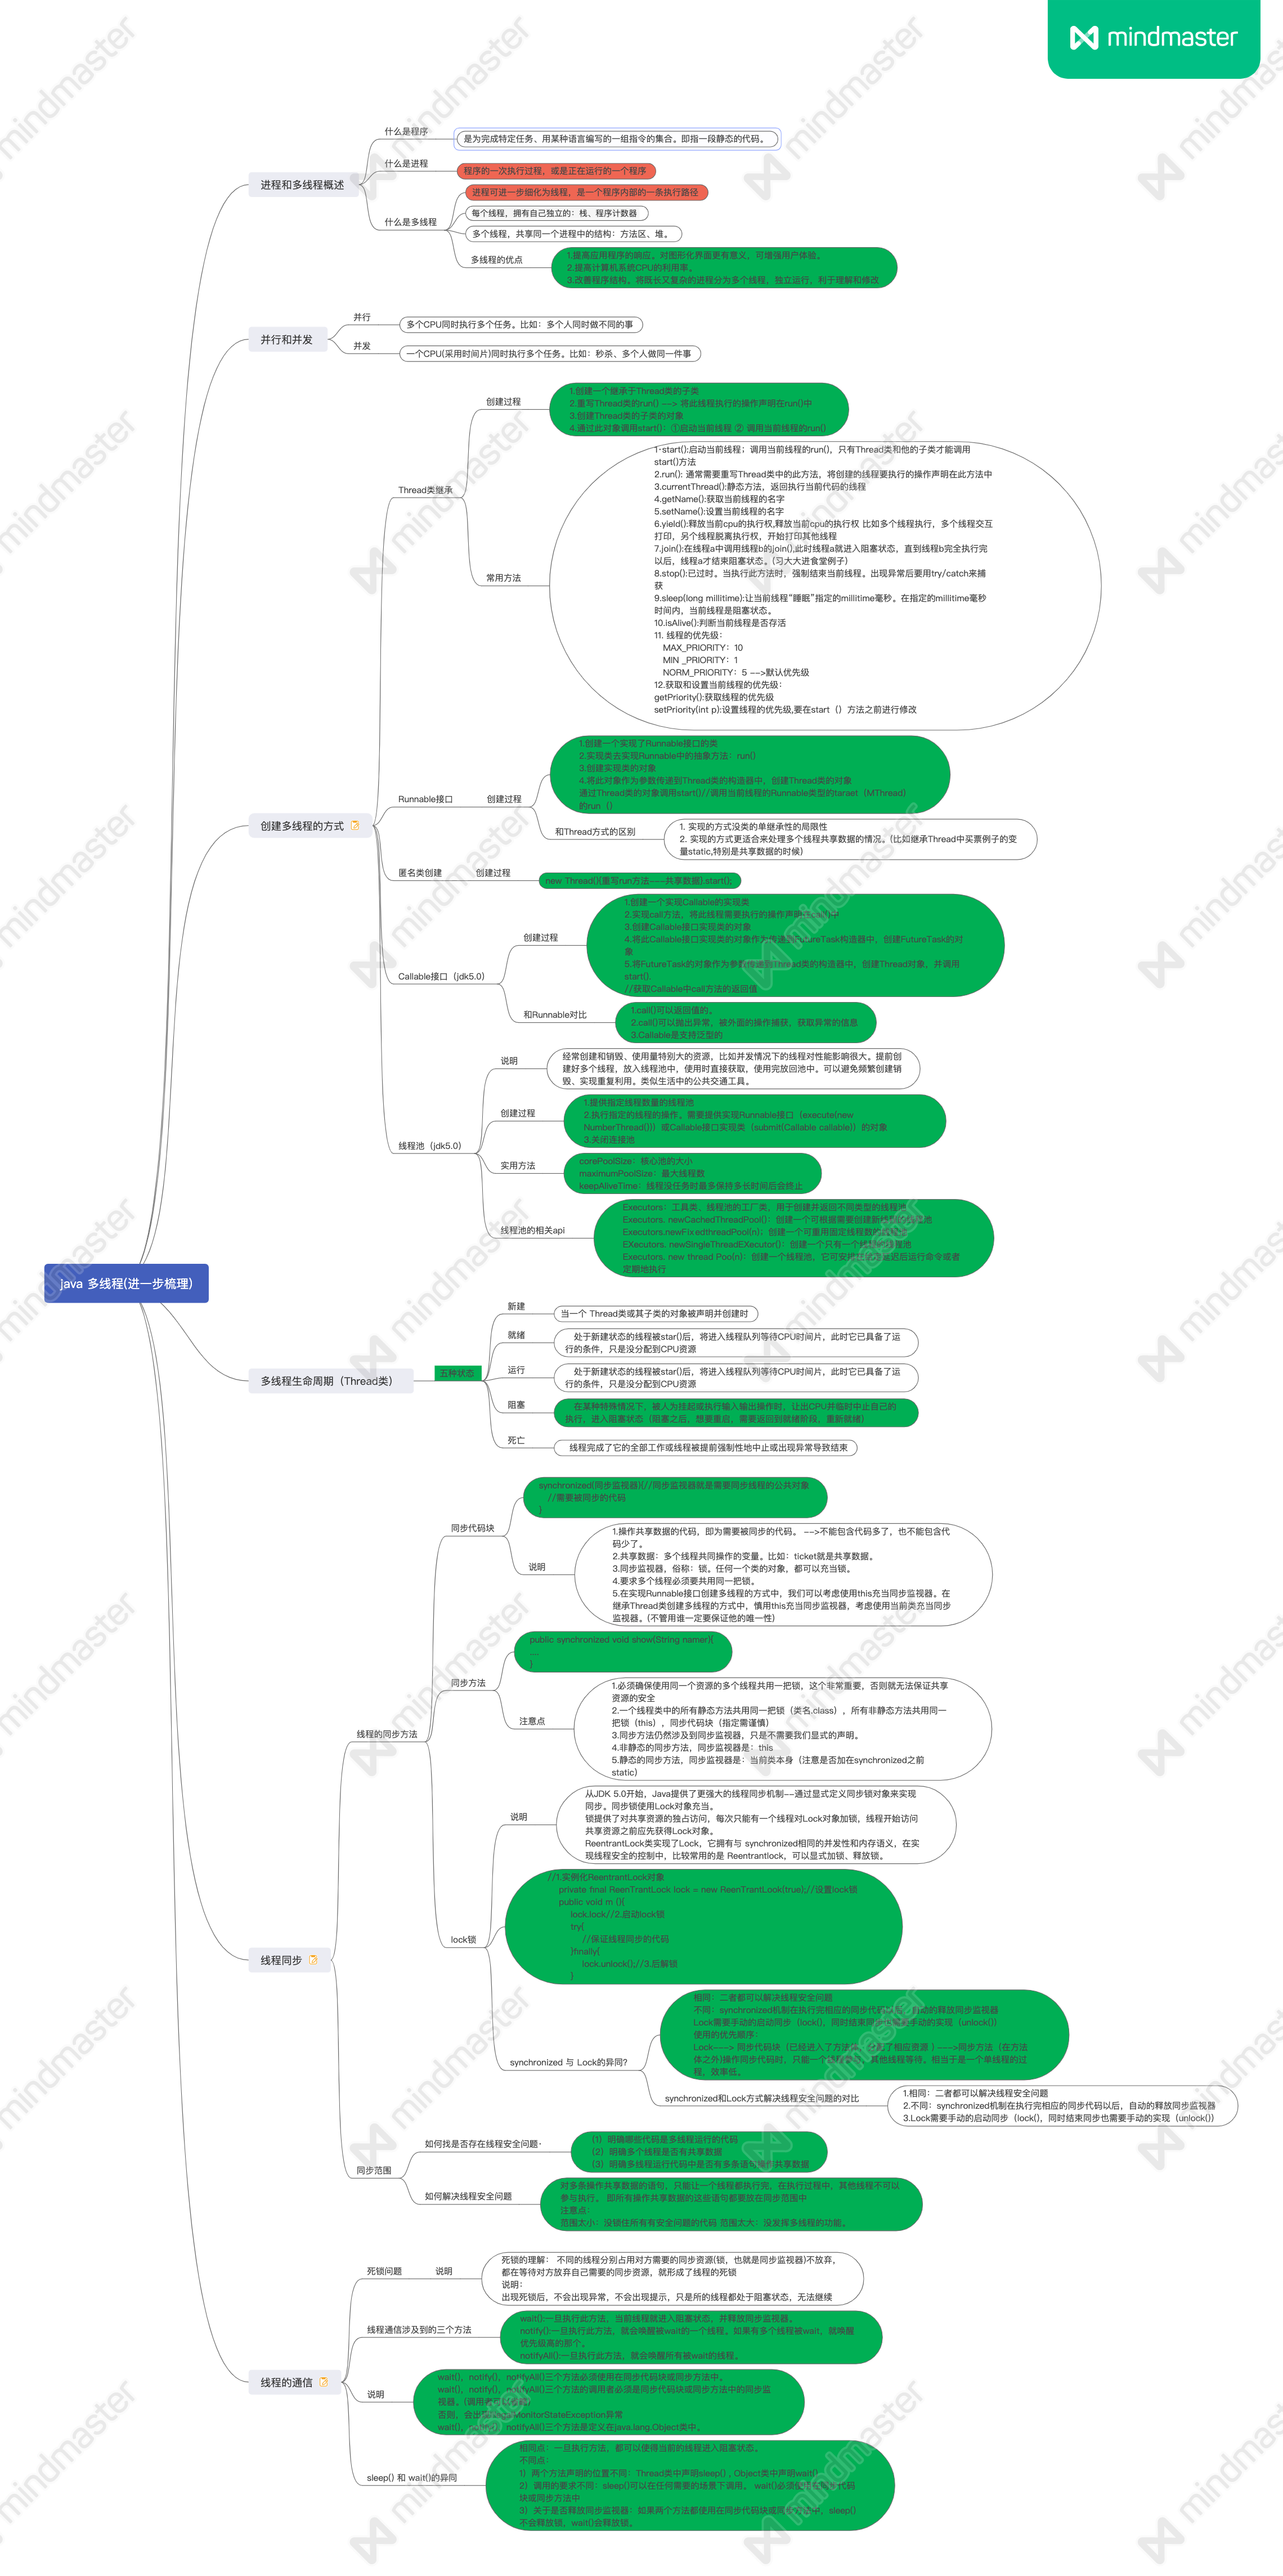 mindmaster
java 多线程(进一步梳理)
进程和多线程概述
什么是程序
是为完成特定任务、用某种语言编写的一组指令的集合。即指一段静态的代码。
什么是进程
程序的一次执行过程，或是正在运行的一个程序
什么是多线程
进程可进一步细化为线程，是一个程序内部的一条执行路径
每个线程，拥有自己独立的：栈、程序计数器
多个线程，共享同一个进程中的结构：方法区、堆。
多线程的优点
1.提高应用程序的响应。对图形化界面更有意义，可增强用户体验。
2.提高计算机系统CPU的利用率。
3.改善程序结构。将既长又复杂的进程分为多个线程，独立运行，利于理解和修改
并行和并发
并行
多个CPU同时执行多个任务。比如：多个人同时做不同的事
并发
一个CPU(采用时间片)同时执行多个任务。比如：秒杀、多个人做同一件事
创建多线程的方式
Thread类继承
创建过程
1.创建一个继承于Thread类的子类
2.重写Thread类的run() --> 将此线程执行的操作声明在run()中
3.创建Thread类的子类的对象
4.通过此对象调用start()：①启动当前线程 ② 调用当前线程的run()
常用方法
1·start():启动当前线程；调用当前线程的run()，只有Thread类和他的子类才能调用
start()方法
2.run(): 通常需要重写Thread类中的此方法，将创建的线程要执行的操作声明在此方法中
3.currentThread():静态方法，返回执行当前代码的线程
4.getName():获取当前线程的名字
5.setName():设置当前线程的名字
6.yield():释放当前cpu的执行权,释放当前cpu的执行权 比如多个线程执行，多个线程交互
打印，另个线程脱离执行权，开始打印其他线程
7.join():在线程a中调用线程b的join(),此时线程a就进入阻塞状态，直到线程b完全执行完
以后，线程a才结束阻塞状态。(习大大进食堂例子)
8.stop():已过时。当执行此方法时，强制结束当前线程。出现异常后要用try/catch来捕
获
9.sleep(long millitime):让当前线程“睡眠”指定的millitime毫秒。在指定的millitime毫秒
时间内，当前线程是阻塞状态。
10.isAlive():判断当前线程是否存活
11. 线程的优先级：
MAX_PRIORITY：10
MIN _PRIORITY：1
NORM_PRIORITY：5 -->默认优先级
12.获取和设置当前线程的优先级：
getPriority():获取线程的优先级
setPriority(int p):设置线程的优先级,要在start（）方法之前进行修改
Runnable接口
创建过程
1.创建一个实现了Runnable接口的类
2.实现类去实现Runnable中的抽象方法：run()
3.创建实现类的对象
4.将此对象作为参数传递到Thread类的构造器中，创建Thread类的对象
通过Thread类的对象调用start()//调用当前线程的Runnable类型的target（MThread）
的run（）
和Thread方式的区别
1. 实现的方式没类的单继承性的局限性
2. 实现的方式更适合来处理多个线程共享数据的情况。(比如继承Thread中买票例子的变
量static,特别是共享数据的时候)
匿名类创建
创建过程
new Thread(){重写run方法---共享数据}.start();
Callable接口（jdk5.0）
创建过程
1.创建一个实现Callable的实现类
2.实现call方法，将此线程需要执行的操作声明在call()中
3.创建Callable接口实现类的对象
4.将此Callable接口实现类的对象作为传递到FutureTask构造器中，创建FutureTask的对
象
5.将FutureTask的对象作为参数传递到Thread类的构造器中，创建Thread对象，并调用
start().
//获取Callable中call方法的返回值
和Runnable对比
1.call()可以返回值的。
2.call()可以抛出异常，被外面的操作捕获，获取异常的信息
3.Callable是支持泛型的
线程池（jdk5.0）
说明
经常创建和销毁、使用量特别大的资源，比如并发情况下的线程对性能影响很大。提前创
建好多个线程，放入线程池中，使用时直接获取，使用完放回池中。可以避免频繁创建销
毁、实现重复利用。类似生活中的公共交通工具。
创建过程
1.提供指定线程数量的线程池
2.执行指定的线程的操作。需要提供实现Runnable接口（execute(new
NumberThread())）或Callable接口实现类（submit(Callable callable)）的对象
3.关闭连接池
实用方法
corePoolSize：核心池的大小
maximumPoolSize：最大线程数
keepAliveTime：线程没任务时最多保持多长时间后会终止
线程池的相关api
Executors：工具类、线程池的工厂类，用于创建并返回不同类型的线程池
Executors. newCachedThreadPool()：创建一个可根据需要创建新线程的线程池
Executors.newFixedthreadPool(n)：创建一个可重用固定线程数的线程池
EXecutors. newSingleThreadEXecutor()：创建一个只有一个线程的线程池
Executors. new thread Poo(n)：创建一个线程池，它可安排在给定延迟后运行命令或者
定期地执行
多线程生命周期（Thread类）
五种状态
新建
当一个 Thread类或其子类的对象被声明并创建时
就绪
处于新建状态的线程被star()后，将进入线程队列等待CPU时间片，此时它已具备了运
行的条件，只是没分配到CPU资源
运行
处于新建状态的线程被star()后，将进入线程队列等待CPU时间片，此时它已具备了运
行的条件，只是没分配到CPU资源
阻塞
在某种特殊情况下，被人为挂起或执行输入输出操作时，让出CPU并临时中止自己的
执行，进入阻塞状态（阻塞之后，想要重启，需要返回到就绪阶段，重新就绪）
死亡
线程完成了它的全部工作或线程被提前强制性地中止或出现异常导致结束
线程同步
线程的同步方法
同步代码块
synchronized(同步监视器){//同步监视器就是需要同步线程的公共对象
//需要被同步的代码
}
说明
1.操作共享数据的代码，即为需要被同步的代码。 -->不能包含代码多了，也不能包含代
码少了。
2.共享数据：多个线程共同操作的变量。比如：ticket就是共享数据。
3.同步监视器，俗称：锁。任何一个类的对象，都可以充当锁。
4.要求多个线程必须要共用同一把锁。
5.在实现Runnable接口创建多线程的方式中，我们可以考虑使用this充当同步监视器。在
继承Thread类创建多线程的方式中，慎用this充当同步监视器，考虑使用当前类充当同步
监视器。(不管用谁一定要保证他的唯一性)
同步方法
public synchronized void show(String namer){
....
}
注意点
1.必须确保使用同一个资源的多个线程共用一把锁，这个非常重要，否则就无法保证共享
资源的安全
2.一个线程类中的所有静态方法共用同一把锁（类名.class），所有非静态方法共用同一
把锁（this），同步代码块（指定需谨慎）
3.同步方法仍然涉及到同步监视器，只是不需要我们显式的声明。
4.非静态的同步方法，同步监视器是：this
5.静态的同步方法，同步监视器是：当前类本身（注意是否加在synchronized之前
static）
lock锁
说明
从JDK 5.0开始，Java提供了更强大的线程同步机制--通过显式定义同步锁对象来实现
同步。同步锁使用Lock对象充当。
锁提供了对共享资源的独占访问，每次只能有一个线程对Lock对象加锁，线程开始访问
共享资源之前应先获得Lock对象。
ReentrantLock类实现了Lock，它拥有与 synchronized相同的并发性和内存语义，在实
现线程安全的控制中，比较常用的是 Reentrantlock，可以显式加锁、释放锁。
//1.实例化ReentrantLock对象
private final ReenTrantLock lock = new ReenTrantLook(true);//设置lock锁
public void m (){
lock.lock//2.启动lock锁
try{
//保证线程同步的代码
}finally{
lock.unlock();//3.后解锁
}
synchronized 与 Lock的异同?
相同：二者都可以解决线程安全问题
不同：synchronized机制在执行完相应的同步代码以后，自动的释放同步监视器
Lock需要手动的启动同步（lock()，同时结束同步也需要手动的实现（unlock()）
使用的优先顺序：
Lock---> 同步代码块（已经进入了方法体，分配了相应资源 ）--->同步方法（在方法
体之外)操作同步代码时，只能一个线程参与，其他线程等待。相当于是一个单线程的过
程，效率低。
synchronized和Lock方式解决线程安全问题的对比
1.相同：二者都可以解决线程安全问题
2.不同：synchronized机制在执行完相应的同步代码以后，自动的释放同步监视器
3.Lock需要手动的启动同步（lock()，同时结束同步也需要手动的实现（unlock()）
同步范围
如何找是否存在线程安全问题·
（1）明确哪些代码是多线程运行的代码
（2）明确多个线程是否有共享数据
（3）明确多线程运行代码中是否有多条语句操作共享数据
如何解决线程安全问题
对多条操作共享数据的语句，只能让一个线程都执行完，在执行过程中，其他线程不可以
参与执行。 即所有操作共享数据的这些语句都要放在同步范围中
注意点：
范围太小：没锁住所有有安全问题的代码 范围太大：没发挥多线程的功能。
线程的通信
死锁问题
说明
死锁的理解： 不同的线程分别占用对方需要的同步资源(锁，也就是同步监视器)不放弃，
都在等待对方放弃自己需要的同步资源，就形成了线程的死锁
说明：
出现死锁后，不会出现异常，不会出现提示，只是所的线程都处于阻塞状态，无法继续
线程通信涉及到的三个方法
wait():一旦执行此方法，当前线程就进入阻塞状态，并释放同步监视器。
notify():一旦执行此方法，就会唤醒被wait的一个线程。如果有多个线程被wait，就唤醒
优先级高的那个。
notifyAll():一旦执行此方法，就会唤醒所有被wait的线程。
说明
wait()，notify()，notifyAll()三个方法必须使用在同步代码块或同步方法中。
wait()，notify()，notifyAll()三个方法的调用者必须是同步代码块或同步方法中的同步监
视器。(调用者可以省略)
否则，会出现IllegalMonitorStateException异常
wait()，notify()，notifyAll()三个方法是定义在java.lang.Object类中。
sleep() 和 wait()的异同
相同点：一旦执行方法，都可以使得当前的线程进入阻塞状态。
不同点：
1）两个方法声明的位置不同：Thread类中声明sleep() , Object类中声明wait()
2）调用的要求不同：sleep()可以在任何需要的场景下调用。 wait()必须使用在同步代码
块或同步方法中
3）关于是否释放同步监视器：如果两个方法都使用在同步代码块或同步方法中，sleep()
不会释放锁，wait()会释放锁。